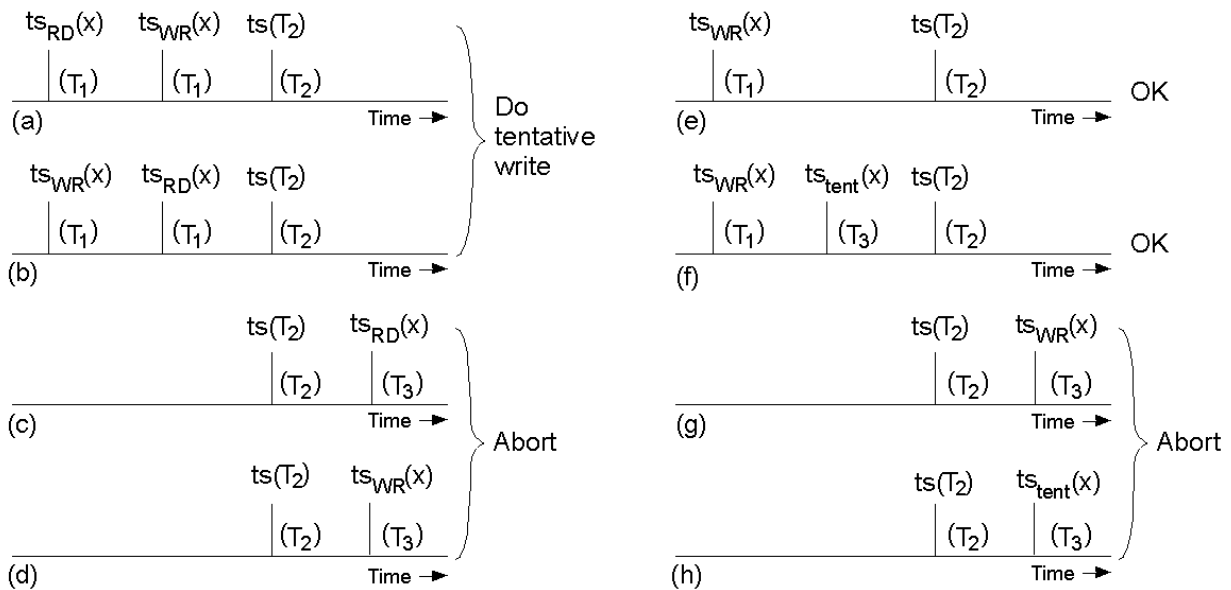 ts_RD(x) ts_WR(x) ts(T_2)
(T_1) (T_1) (T_2)
Time
(a)
ts_WR(x) ts_RD(x) ts(T_2)
(T_1) (T_1) (T_2)
Time
(b)
Do
tentative
write
ts(T_2) ts_RD(x)
(T_2) (T_3)
Time
(c)
ts(T_2) ts_WR(x)
(T_2) (T_3)
Time
(d)
Abort
ts_WR(x) ts(T_2)
(T_1) (T_2)
Time
(e)
OK
ts_WR(x) ts_tent(x) ts(T_2)
(T_1) (T_3) (T_2)
Time
(f)
OK
ts(T_2) ts_WR(x)
(T_2) (T_3)
Time
(g)
ts(T_2) ts_tent(x)
(T_2) (T_3)
Time
(h)
Abort